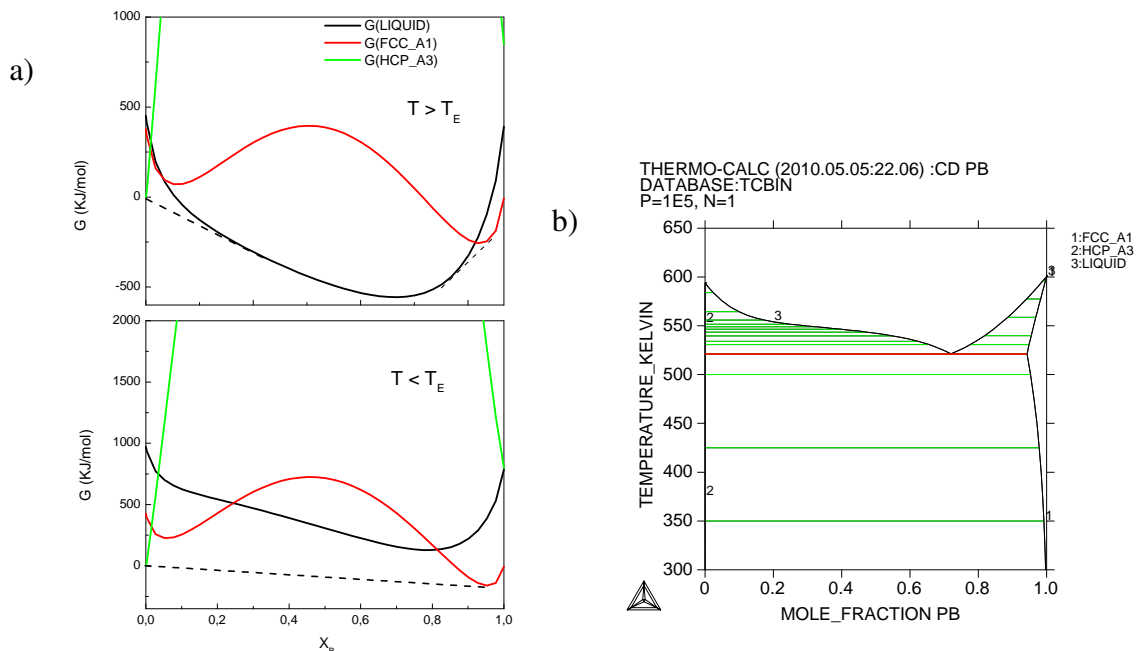 a)
1000
500
0
-500
G (KJ/mol)
G(LIQUID)
G(FCC_A1)
G(HCP_A3)
T > T_E
2000
1500
1000
500
0
G (KJ/mol)
T < T_E
0,0 0,2 0,4 0,6 0,8 1,0
b)
THERMO-CALC (2010.05.05:22.06) :CD PB
DATABASE:TCBIN
P=1E5, N=1
650
600
550
500
450
400
350
300
TEMPERATURE_KELVIN
2
3
2
1
0 0.2 0.4 0.6 0.8 1.0
MOLE_FRACTION PB
1:FCC_A1
2:HCP_A3
3:LIQUID